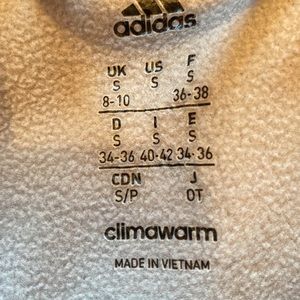 adidas
UK US F
S S S
8-10 36-38
D I E
S S S
34-36 40-42 34-36
CDN J
S/P OT
climawarm
MADE IN VIETNAM